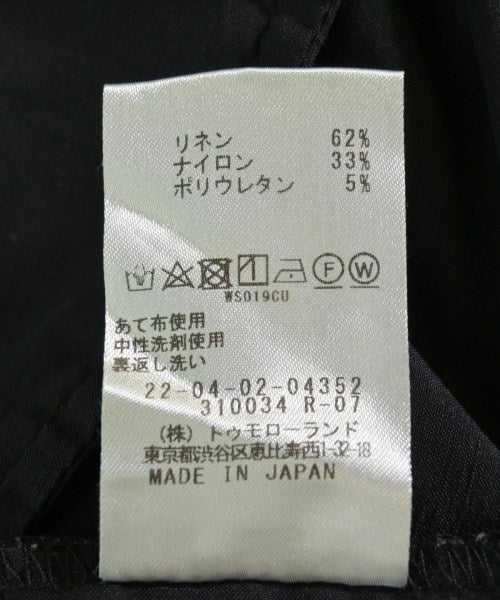 リネン 62%
ナイロン 33%
ポリウレタン 5%
F W
WS019CU
あて布使用
中性洗剤使用
裏返し洗い
22-04-02-04352
310034 R-07
(株) トゥモローランド
東京都渋谷区恵比寿西1-32-18
MADE IN JAPAN